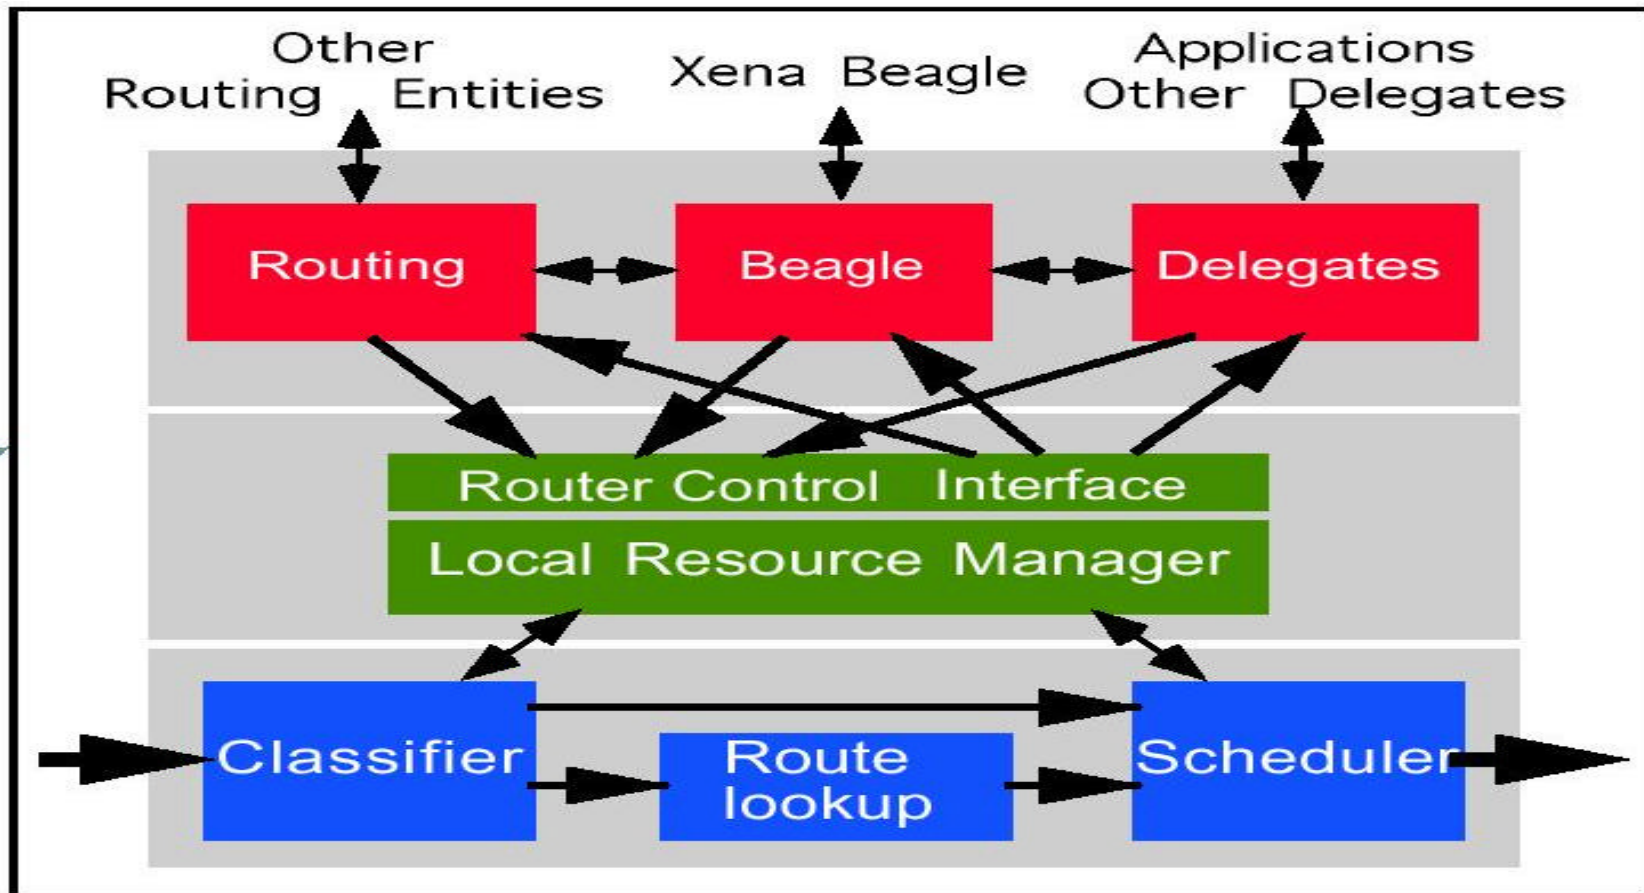 Other
Routing Entities
Xena Beagle
Applications
Other Delegates
Routing
Beagle
Delegates
Router Control Interface
Local Resource Manager
Classifier
Route
lookup
Scheduler